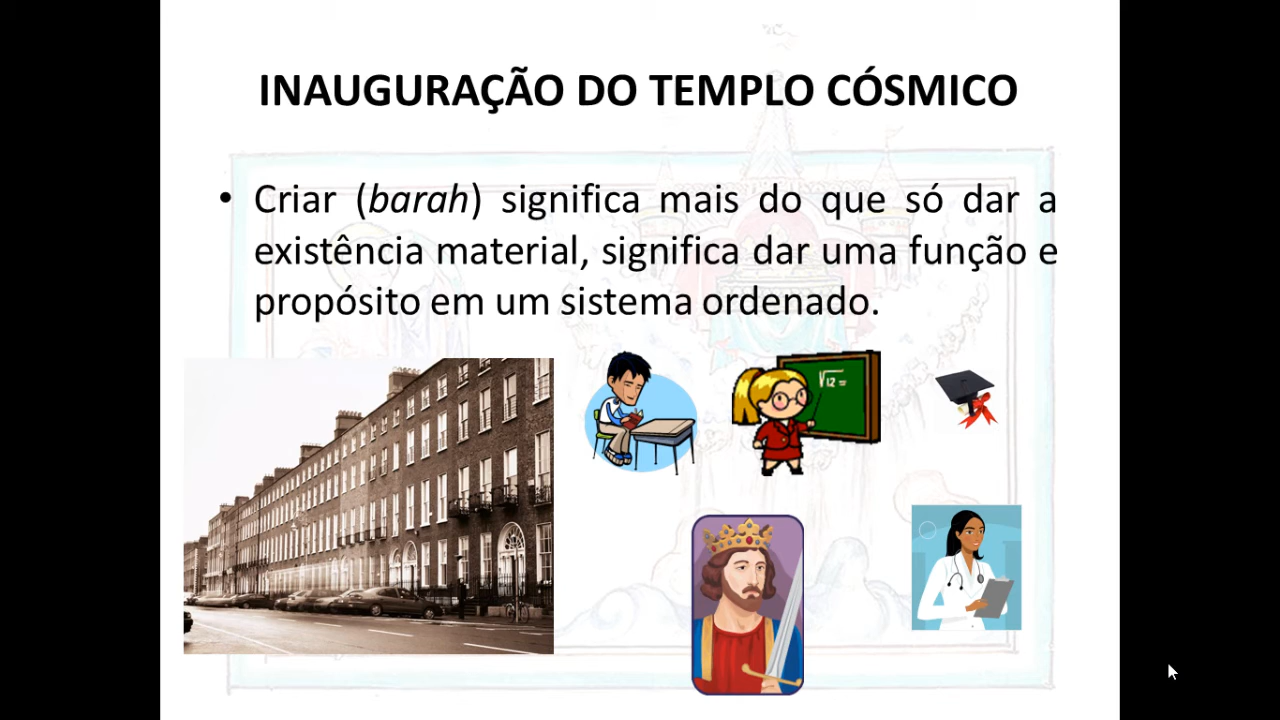 INAUGURAÇÃO DO TEMPLO CÓSMICO
• Criar (barah) significa mais do que só dar a
existência material, significa dar uma função e
propósito em um sistema ordenado.
√12 =